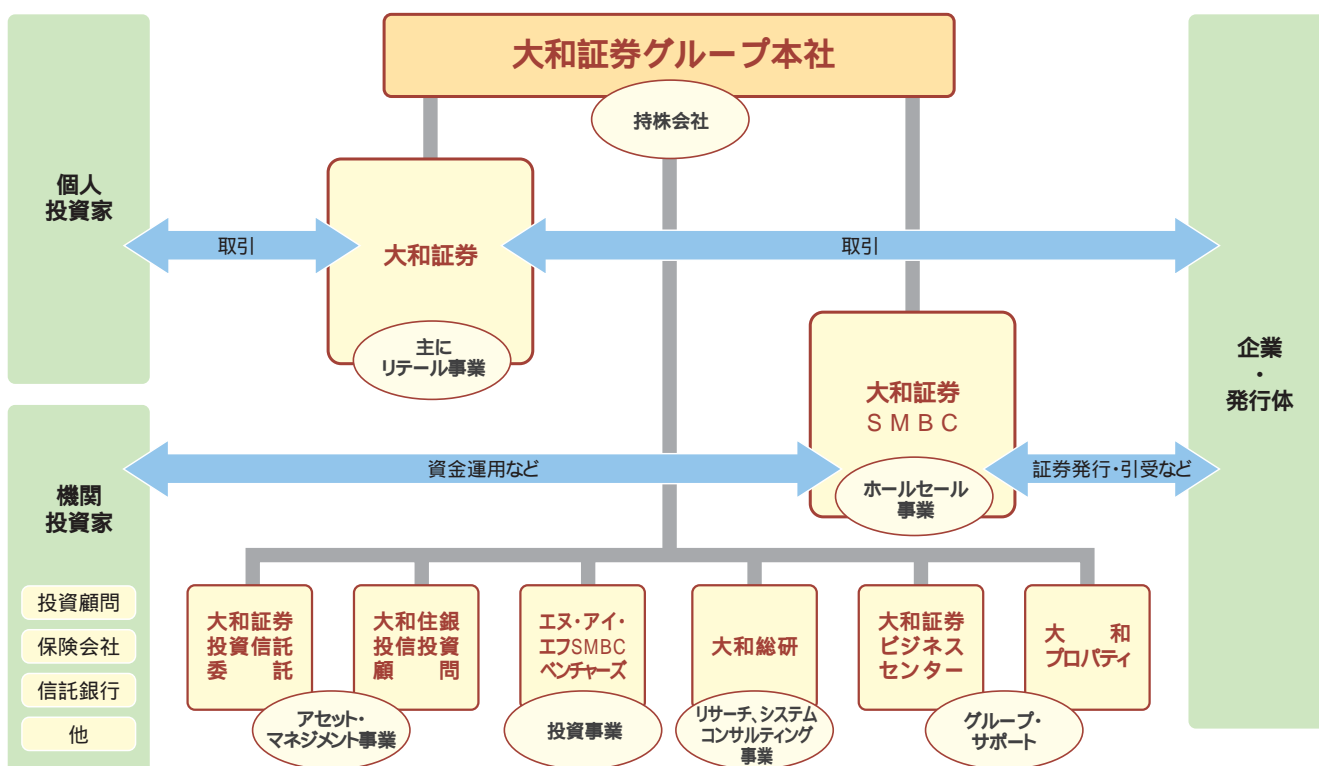 大和証券グループ本社
持株会社
個人
投資家
取引
大和証券
取引
主に
リテール事業
企業
・
発行体
大和証券
SMBC
機関
投資家
資金運用など
証券発行・引受など
ホールセール
事業
投資顧問
保険会社
信託銀行
他
大和証券
投資信託
委託
大和住銀
投信投資
顧問
エヌ・アイ・
エフSMBC
ベンチャーズ
大和総研
大和証券
ビジネス
センター
大和
プロパティ
アセット・
マネジメント事業
投資事業
リサーチ、システム
コンサルティング
事業
グループ・
サポート